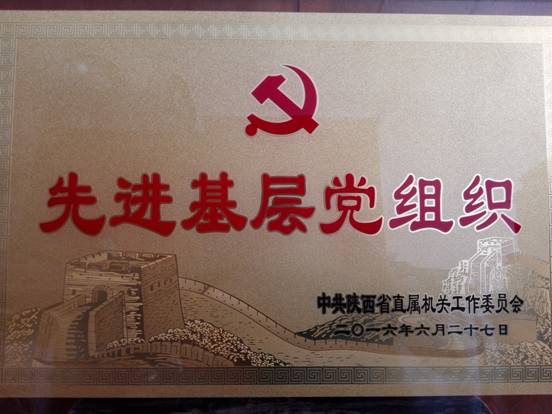 先进基层党组织
中共陕西省直属机关工作委员会
二〇一六年六月二十七日